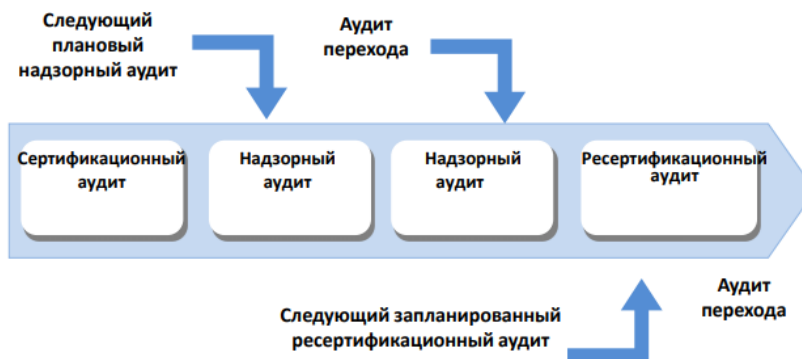 Следующий
плановый
надзорный аудит
Аудит
перехода
Сертификационный
аудит
Надзорный
аудит
Надзорный
аудит
Ресертификационный
аудит
Следующий запланированный
ресертификационный аудит
Аудит
перехода